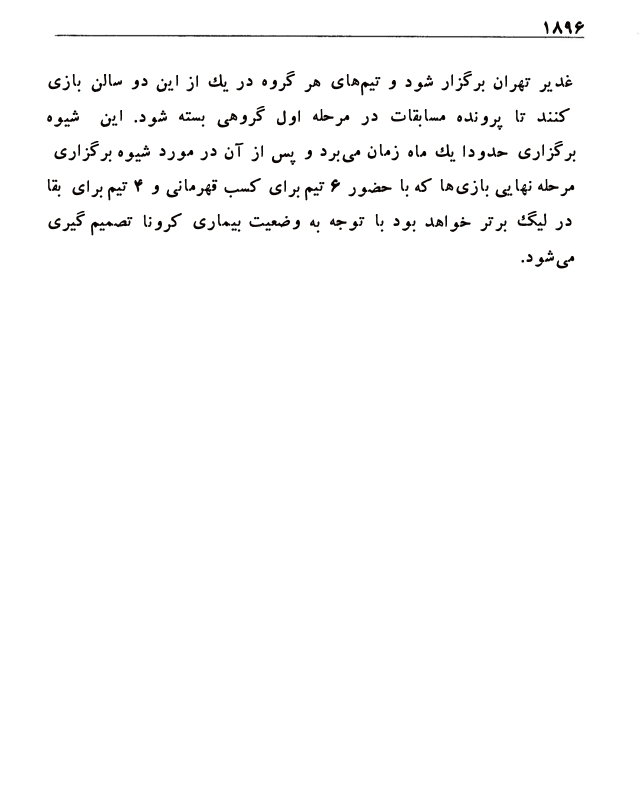 ۱۸۹۶
غدیر تهران برگزار شود و تیم‌های هر گروه در یك از این دو سالن بازی
کنند تا پرونده مسابقات در مرحله اول گروهی بسته شود. این شیوه
برگزاری حدودا یك ماه زمان می‌برد و پس از آن در مورد شیوه برگزاری
مرحله نهایی بازی‌ها که با حضور ۶ تیم برای کسب قهرمانی و ۴ تیم برای بقا
در لیگ برتر خواهد بود با توجه به وضعیت بیماری کرونا تصمیم گیری
می‌شود.